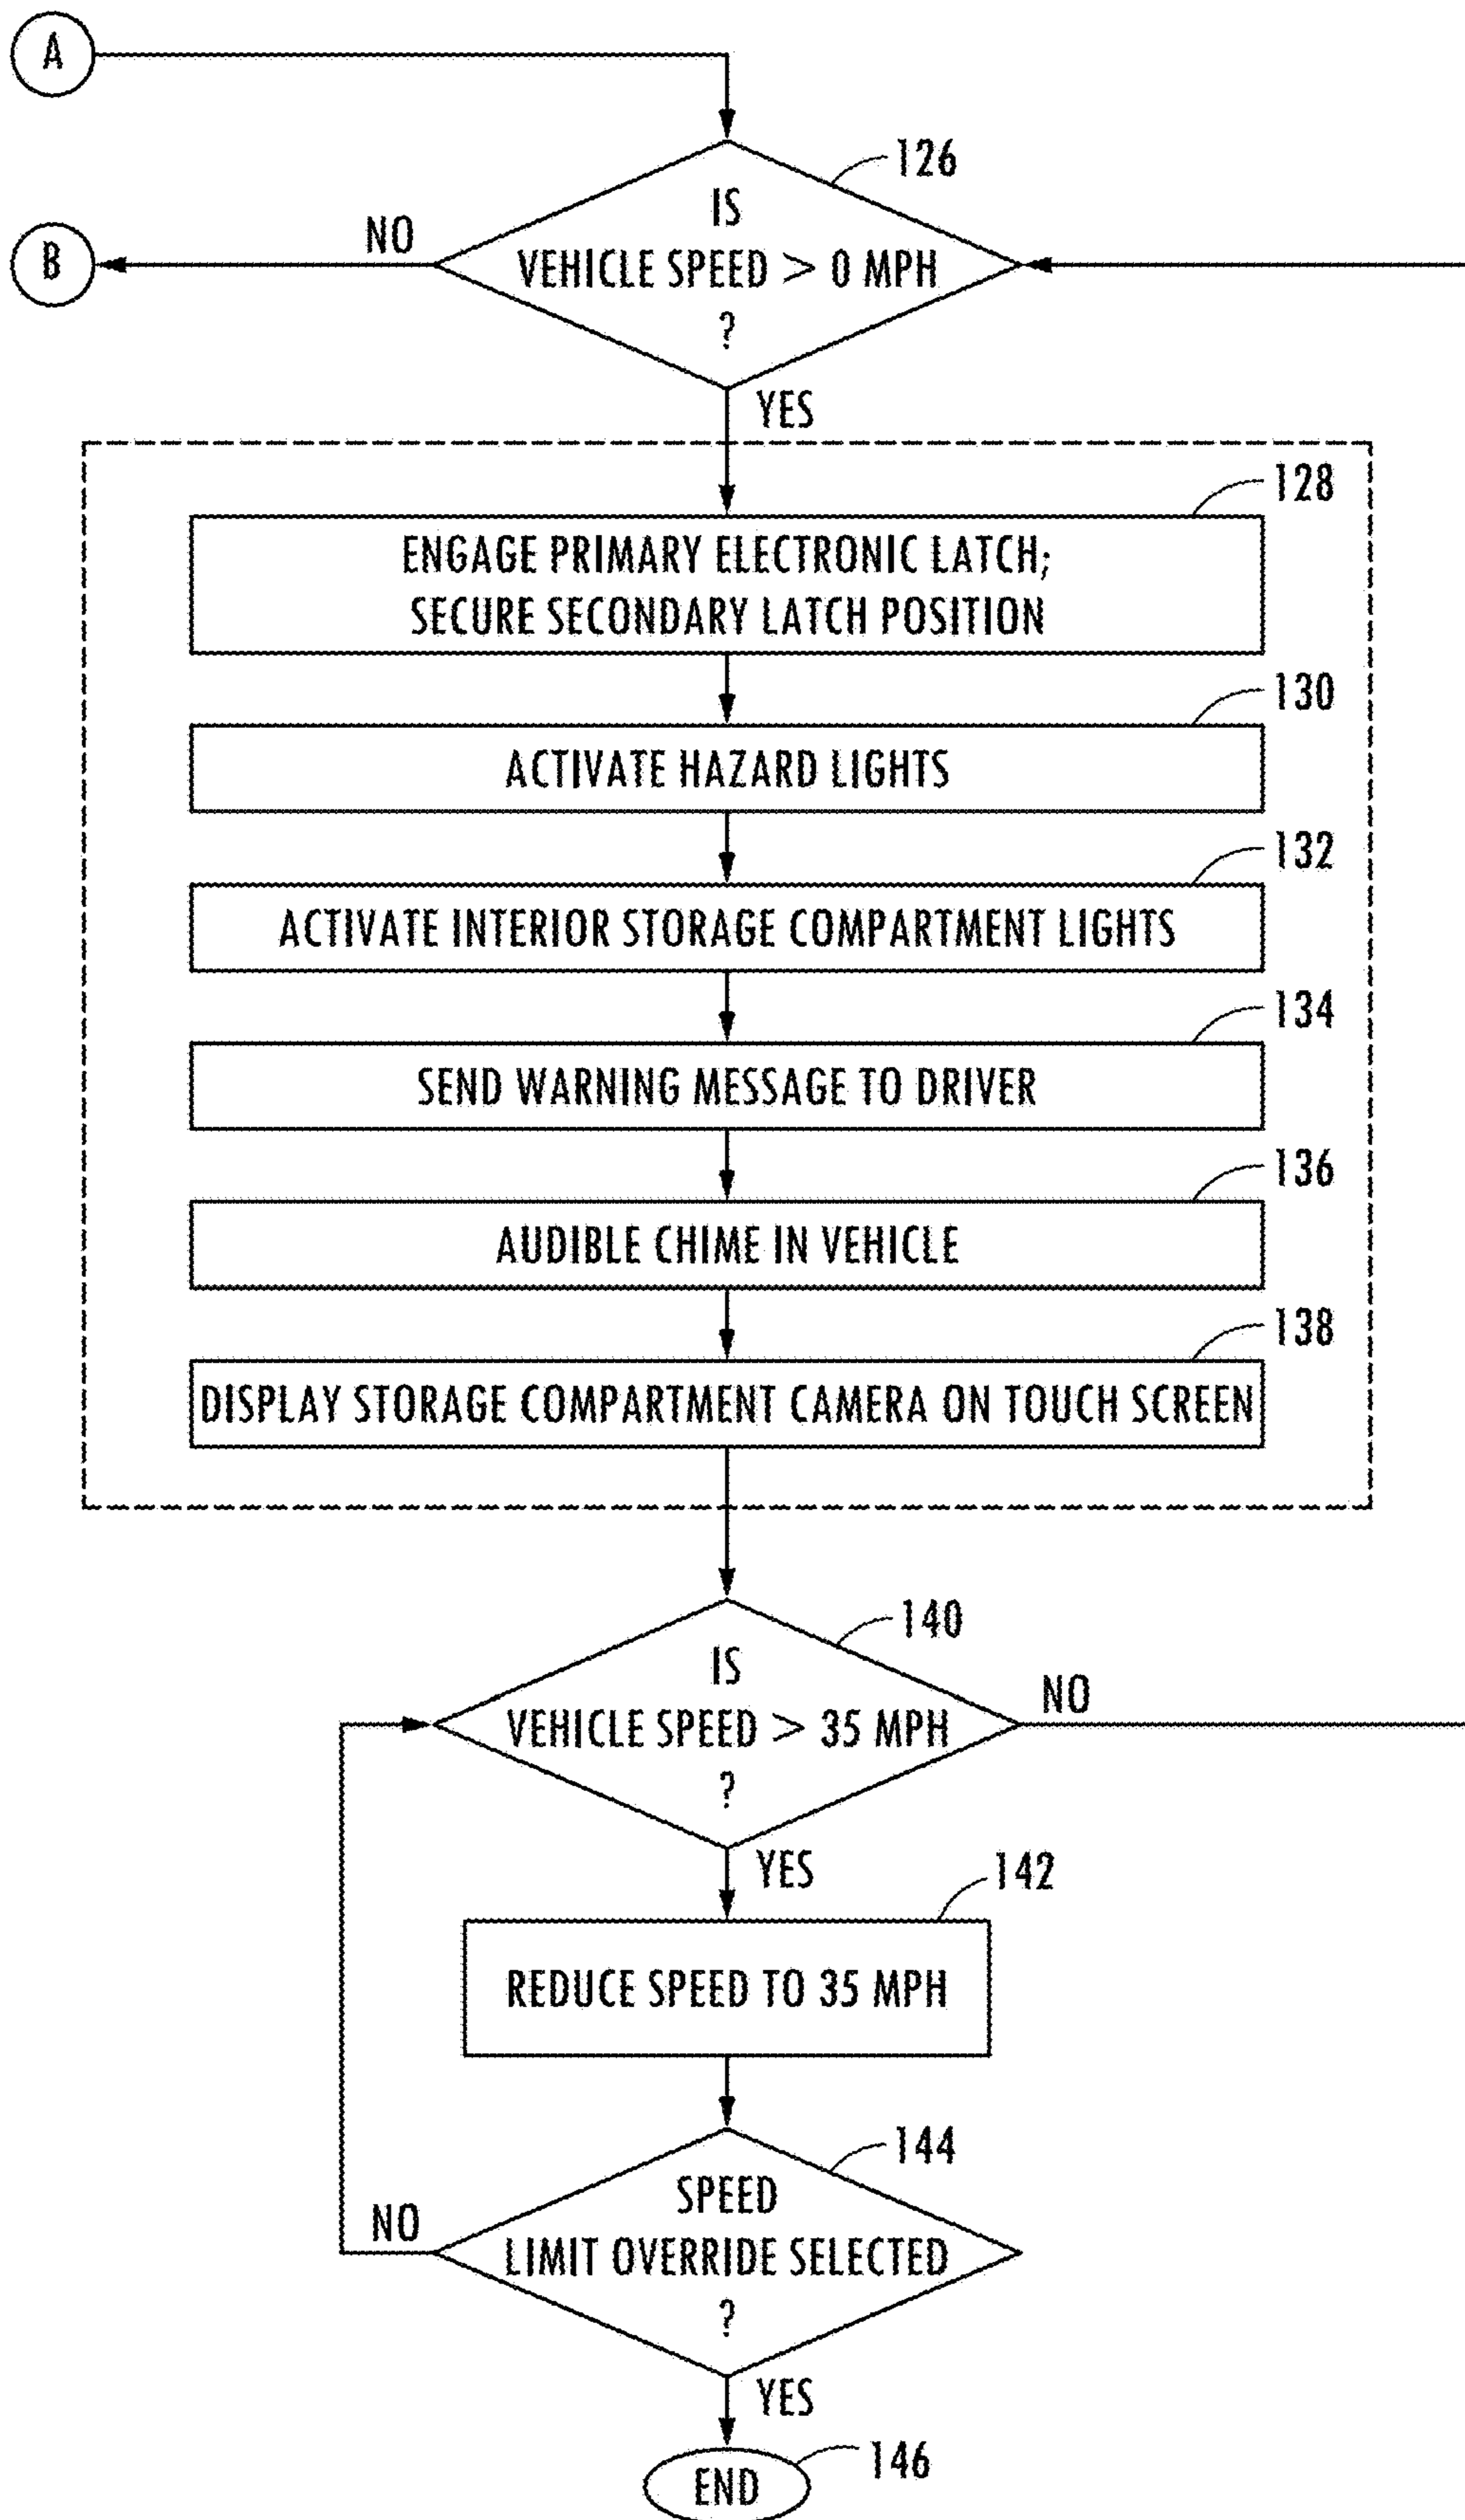 A
126
IS
VEHICLE SPEED > 0 MPH
?
NO
B
YES
128
ENGAGE PRIMARY ELECTRONIC LATCH;
SECURE SECONDARY LATCH POSITION
130
ACTIVATE HAZARD LIGHTS
132
ACTIVATE INTERIOR STORAGE COMPARTMENT LIGHTS
134
SEND WARNING MESSAGE TO DRIVER
136
AUDIBLE CHIME IN VEHICLE
138
DISPLAY STORAGE COMPARTMENT CAMERA ON TOUCH SCREEN
140
IS
VEHICLE SPEED > 35 MPH
?
NO
YES
142
REDUCE SPEED TO 35 MPH
144
SPEED
LIMIT OVERRIDE SELECTED
?
NO
YES
146
END